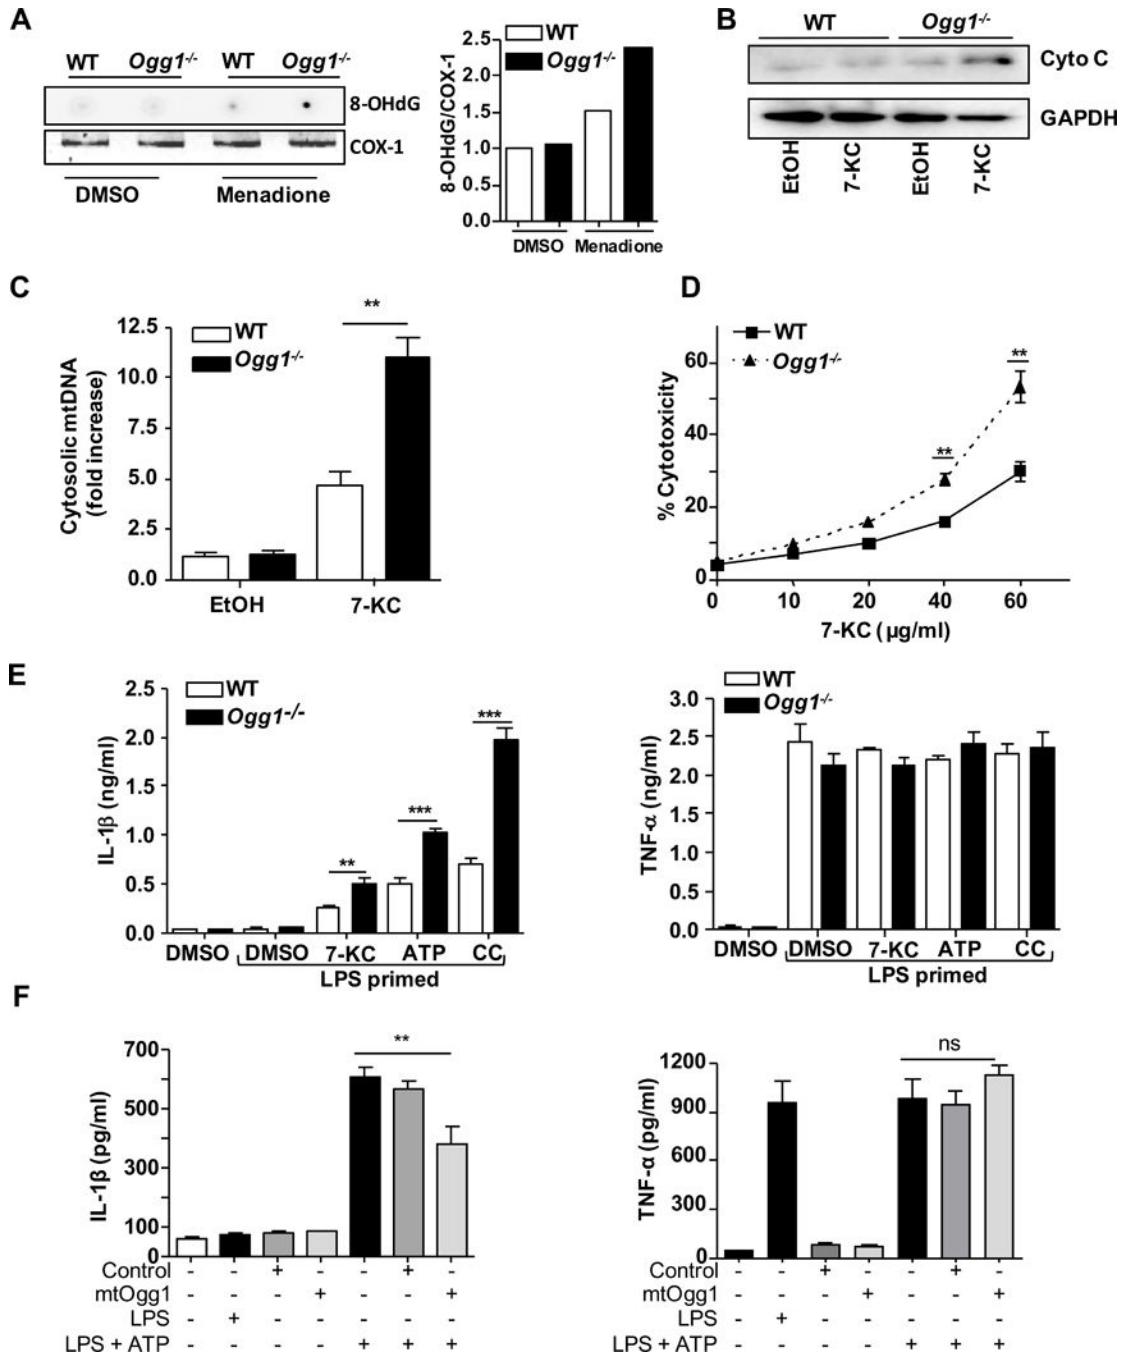 A
WT Ogg1-/- WT Ogg1-/-
8-OHdG
COX-1
DMSO Menadione
8-OHdG/COX-1
2.5
2.0
1.5
1.0
0.5
0.0
WT
Ogg1-/-
DMSO Menadione
B
WT Ogg1-/-
Cyto C
GAPDH
EtOH 7-KC EtOH 7-KC
C
Cytosolic mtDNA
(fold increase)
12.5
10.0
7.5
5.0
2.5
0.0
WT
Ogg1-/-
**
EtOH 7-KC
D
% Cytotoxicity
60
40
20
0
WT
Ogg1-/-
**
**
0 10 20 40 60
7-KC (µg/ml)
E
IL-1β (ng/ml)
2.5
2.0
1.5
1.0
0.5
0.0
WT
Ogg1-/-
** *** ***
DMSO DMSO 7-KC ATP CC
LPS primed
TNF-α (ng/ml)
3.0
2.5
2.0
1.5
1.0
0.5
0.0
WT
Ogg1-/-
DMSO DMSO 7-KC ATP CC
LPS primed
F
IL-1β (pg/ml)
700
500
300
100
0
**
Control - - + - - + -
mtOgg1 - - - + - - +
LPS - + - - - - -
LPS + ATP - - - - + + +
TNF-α (pg/ml)
1200
900
600
300
0
ns
Control - - + - - + -
mtOgg1 - - - + - - +
LPS - + - - - - -
LPS + ATP - - - - + + +